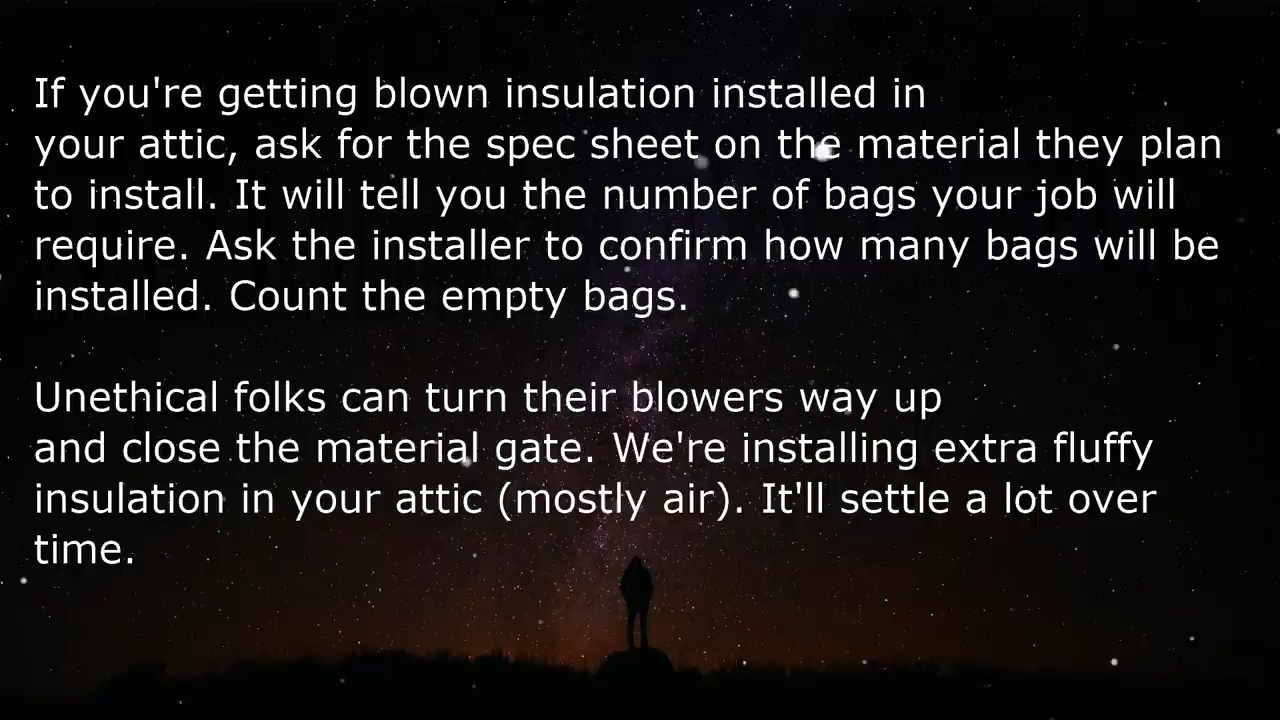 If you're getting blown insulation installed in
your attic, ask for the spec sheet on the material they plan
to install. It will tell you the number of bags your job will
require. Ask the installer to confirm how many bags will be
installed. Count the empty bags.
Unethical folks can turn their blowers way up
and close the material gate. We're installing extra fluffy
insulation in your attic (mostly air). It'll settle a lot over
time.